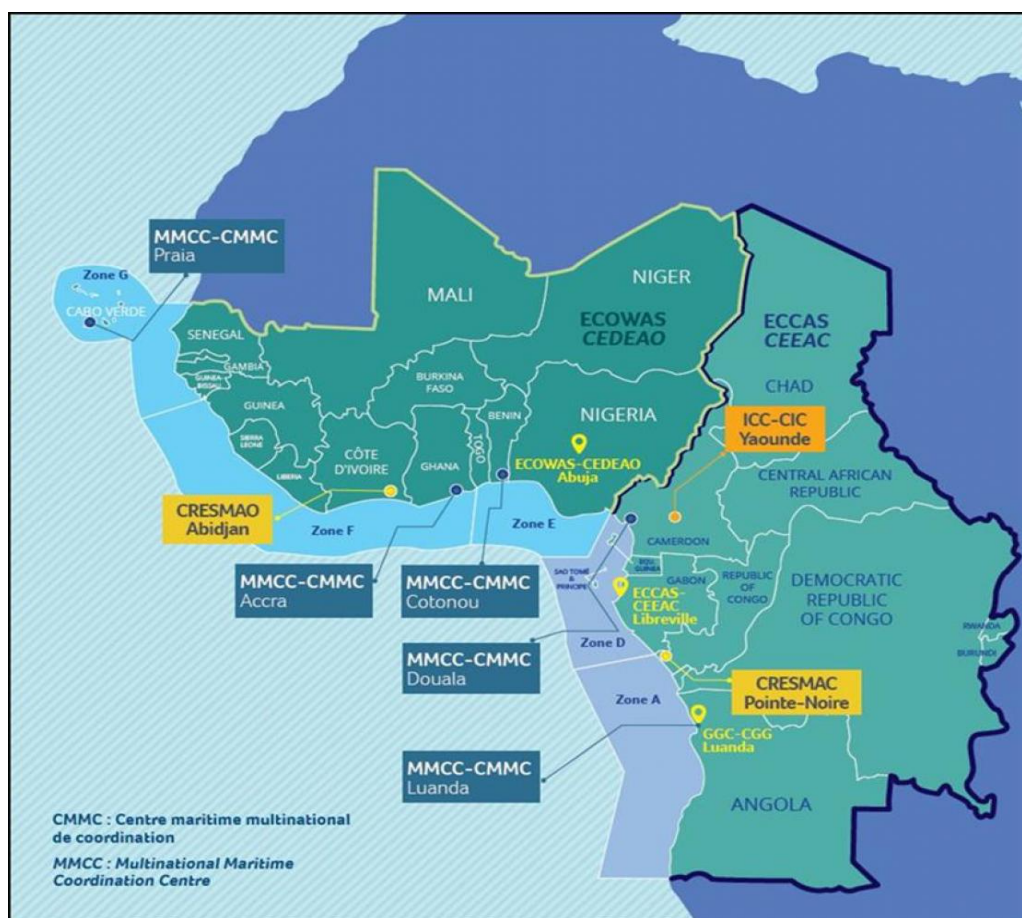 MMCC-CMMC
Praia
Zone G
CABO VERDE
SENEGAL
GAMBIA
GUINEA-
BISSAU
GUINEA
SIERRA
LEONE
LIBERIA
MALI
NIGER
ECOWAS
CEDEAO
BURKINA
FASO
BENIN
NIGERIA
CÔTE
D'IVOIRE
GHANA
TOGO
ECOWAS-CEDEAO
Abuja
ECCAS
CEEAC
CHAD
ICC-CIC
Yaounde
CENTRAL AFRICAN
REPUBLIC
CRESMAO
Abidjan
Zone F
Zone E
CAMEROON
MMCC-CMMC
Accra
MMCC-CMMC
Cotonou
SAO TOMÉ
&
PRINCIPE
EQU.
GUINEA
GABON
REPUBLIC
OF
CONGO
DEMOCRATIC
REPUBLIC
OF CONGO
ECCAS-
CEEAC
Libreville
RWANDA
BURUNDI
MMCC-CMMC
Douala
Zone D
CRESMAC
Pointe-Noire
Zone A
GGC-CGG
Luanda
MMCC-CMMC
Luanda
ANGOLA
CMMC : Centre maritime multinational
de coordination
MMCC : Multinational Maritime
Coordination Centre